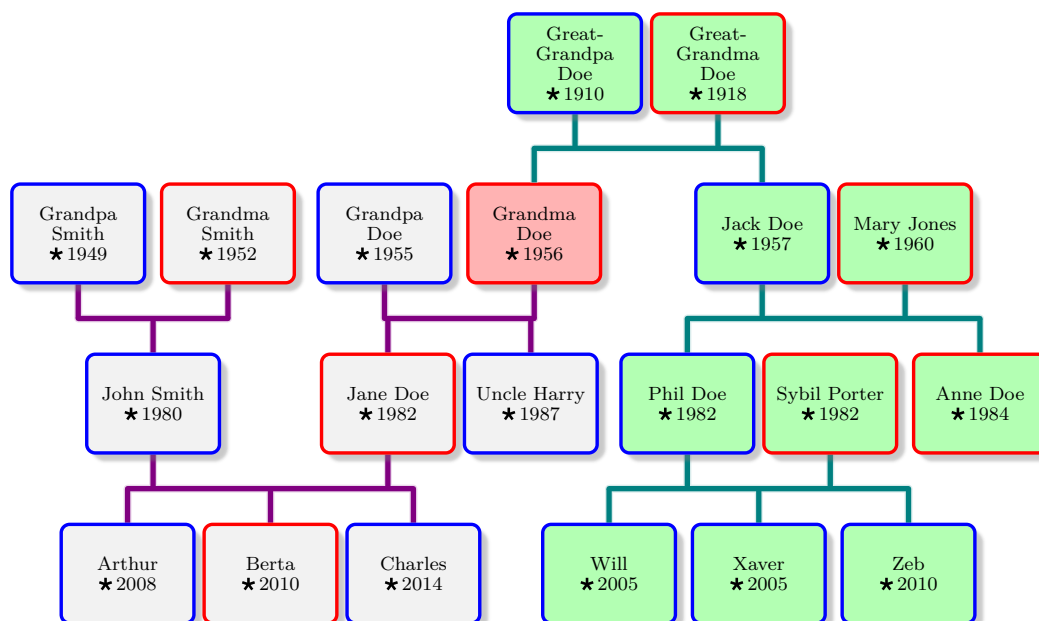 Great-
Grandpa
Doe
★1910
Great-
Grandma
Doe
★1918
Grandpa
Smith
★1949
Grandma
Smith
★1952
Grandpa
Doe
★1955
Grandma
Doe
★1956
Jack Doe
★1957
Mary Jones
★1960
John Smith
★1980
Jane Doe
★1982
Uncle Harry
★1987
Phil Doe
★1982
Sybil Porter
★1982
Anne Doe
★1984
Arthur
★2008
Berta
★2010
Charles
★2014
Will
★2005
Xaver
★2005
Zeb
★2010